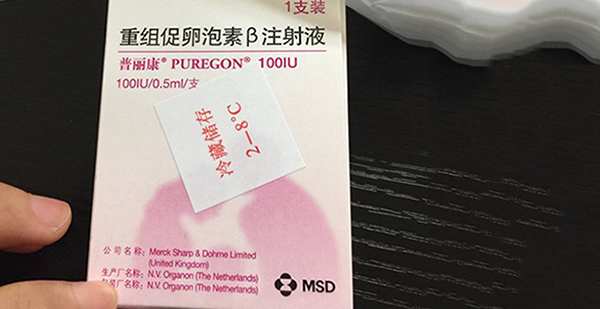 1支装
重组促卵泡素β注射液
普丽康® PUREGON® 100IU
100IU/0.5ml/支
冷藏储存
2—8℃
公司名称: Merck Sharp & Dohme Limited
(United Kingdom)
生产厂名称: N.V. Organon (The Netherlands)
包装厂名称: N.V. Organon (The Netherlands)
MSD